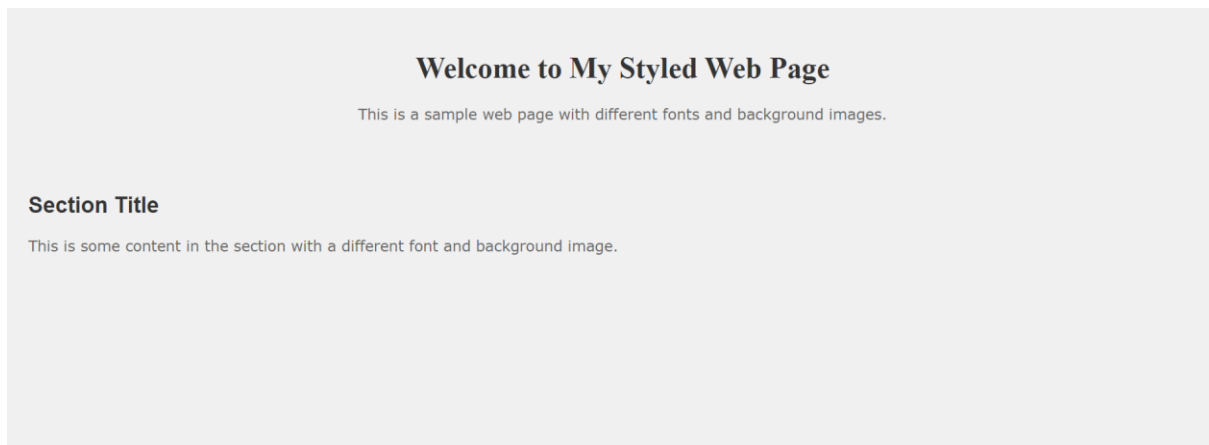 Welcome to My Styled Web Page
This is a sample web page with different fonts and background images.
Section Title
This is some content in the section with a different font and background image.